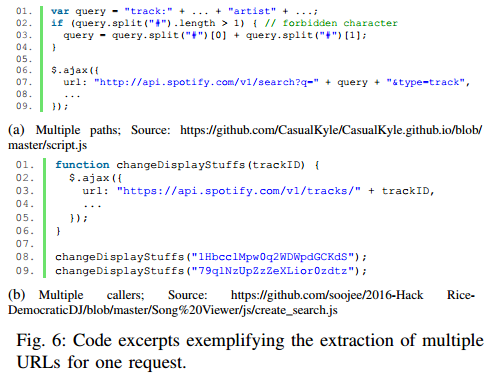 01. var query = "track:" + ... + "artist" + ...;
02. if (query.split("#").length > 1) { // forbidden character
03.   query = query.split("#")[0] + query.split("#")[1];
04. }
05.
06. $.ajax({
07.   url: "http://api.spotify.com/v1/search?q=" + query + "&type=track",
08.   ...
09. });
(a) Multiple paths; Source: https://github.com/CasualKyle/CasualKyle.github.io/blob/
master/script.js
01. function changeDisplayStuffs(trackID) {
02.   $.ajax({
03.     url: "https://api.spotify.com/v1/tracks/" + trackID,
04.     ...
05.   });
06. }
07.
08. changeDisplayStuffs("1Hbcc1Mpw0q2WDWpdGCKdS");
09. changeDisplayStuffs("79qlNzUpZzZeXLior0zdtz");
(b) Multiple callers; Source: https://github.com/soojee/2016-Hack Rice-
DemocraticDJ/blob/master/Song%20Viewer/js/create_search.js
Fig. 6: Code excerpts exemplifying the extraction of multiple
URLs for one request.